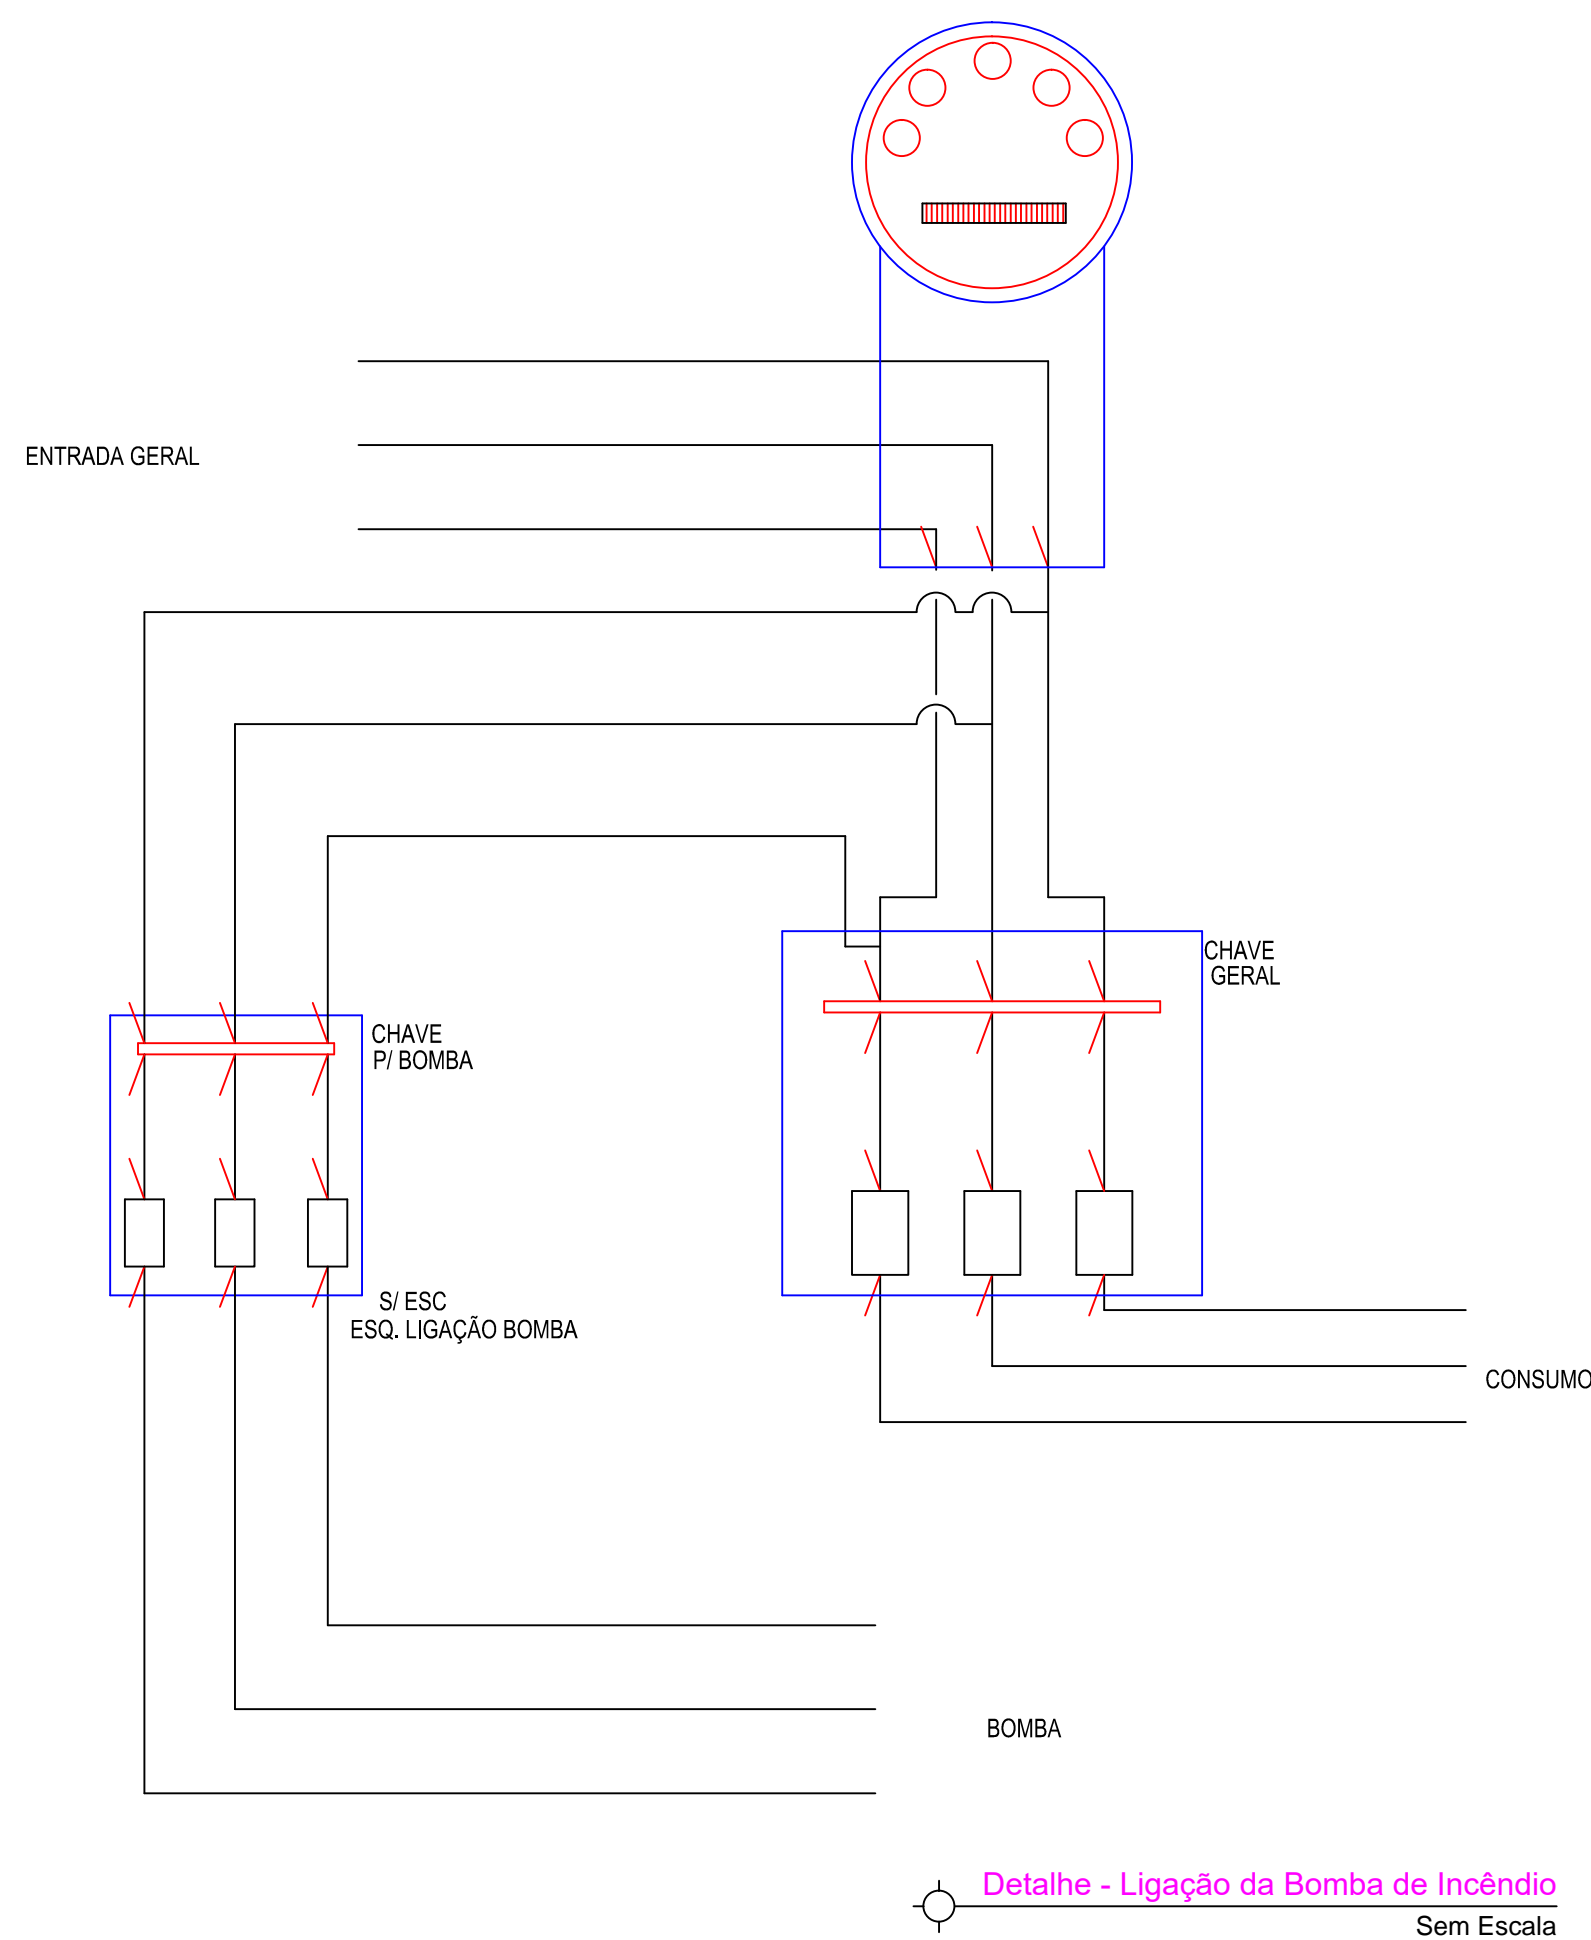 ENTRADA GERAL
CHAVE
GERAL
CHAVE
P/ BOMBA
S/ ESC
ESQ. LIGAÇÃO BOMBA
CONSUMO
BOMBA
Detalhe - Ligação da Bomba de Incêndio
Sem Escala